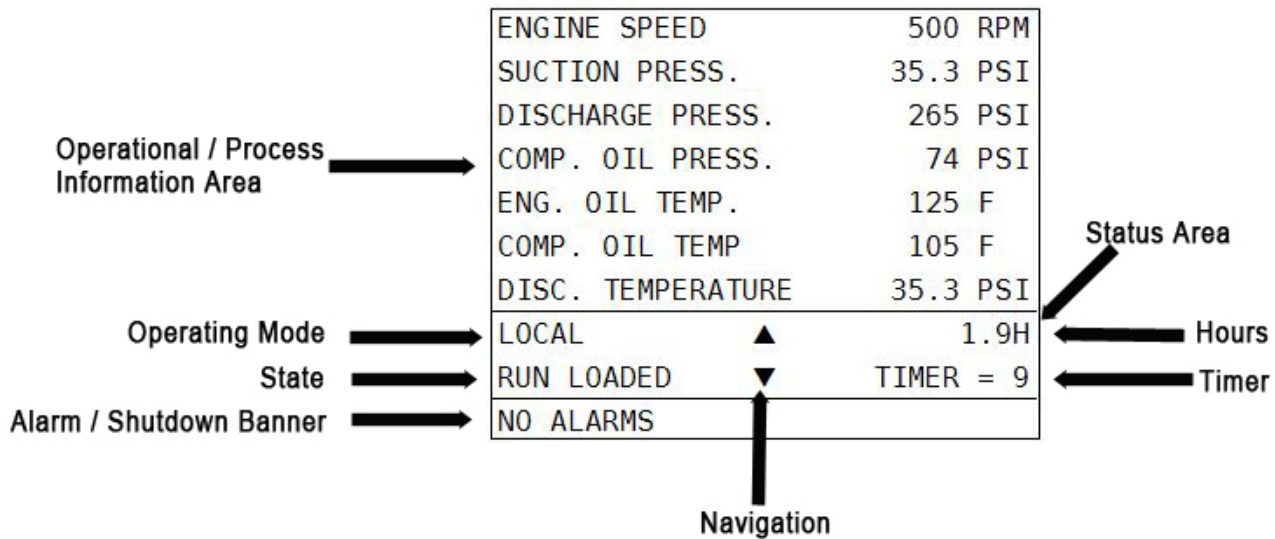 ENGINE SPEED 500 RPM
SUCTION PRESS. 35.3 PSI
DISCHARGE PRESS. 265 PSI
Operational / Process
Information Area
COMP. OIL PRESS. 74 PSI
ENG. OIL TEMP. 125 F
COMP. OIL TEMP 105 F
Status Area
DISC. TEMPERATURE 35.3 PSI
Operating Mode
LOCAL ▲ 1.9H
Hours
State
RUN LOADED ▼ TIMER = 9
Timer
Alarm / Shutdown Banner
NO ALARMS
Navigation